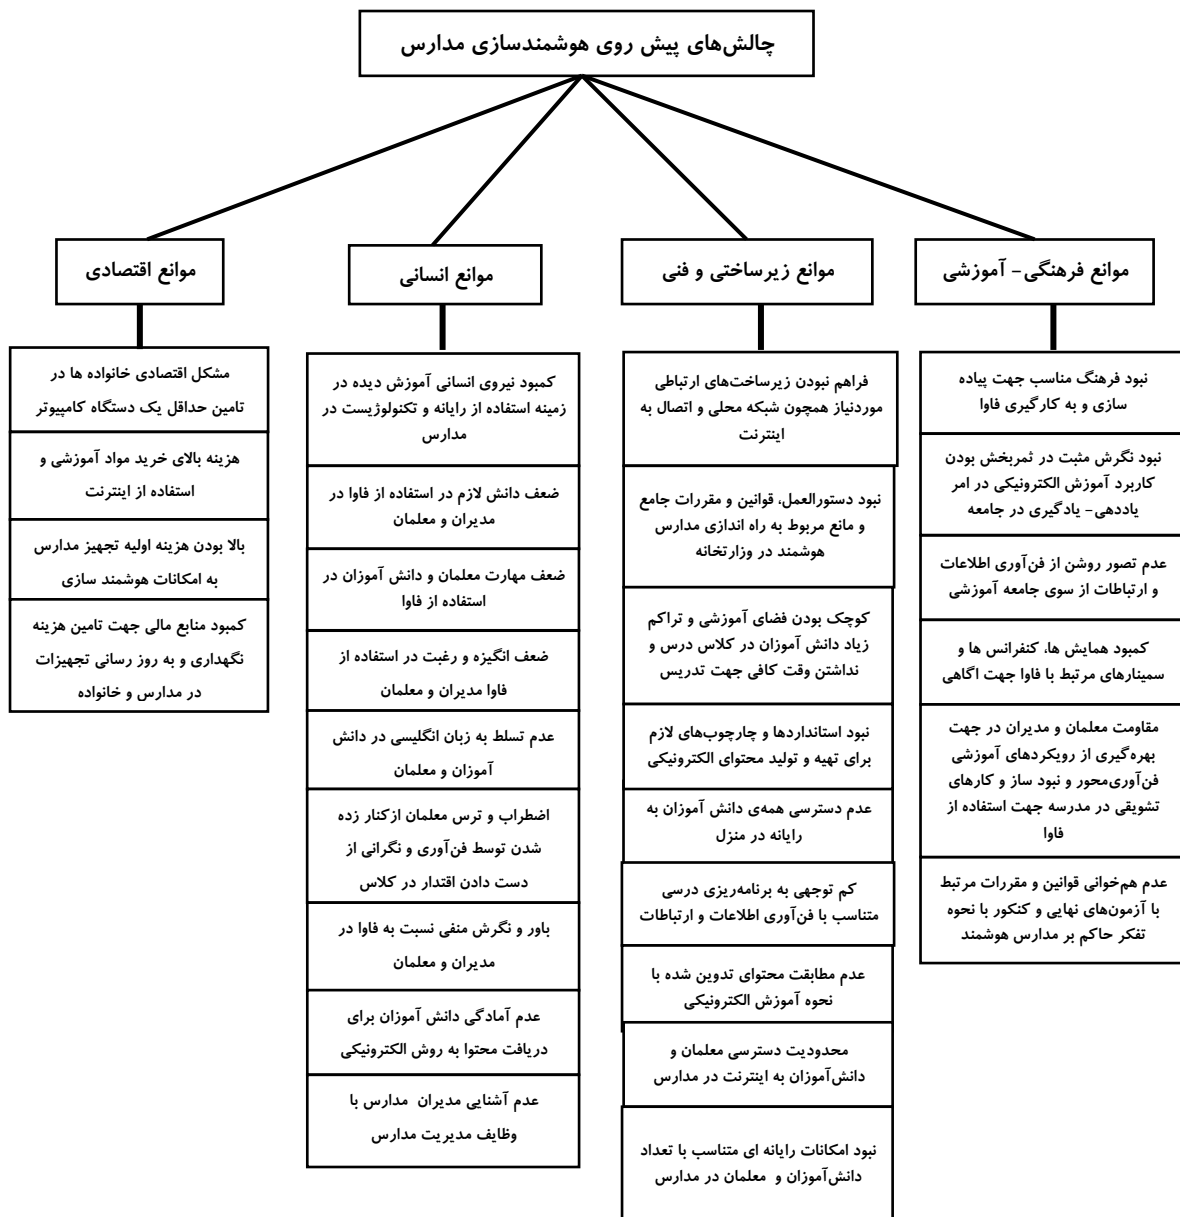 چالش‌های پیش روی هوشمندسازی مدارس
موانع فرهنگی- آموزشی
نبود فرهنگ مناسب جهت پیاده
سازی و به کارگیری فاوا
نبود نگرش مثبت در ثمربخش بودن
کاربرد آموزش الکترونیکی در امر
یاددهی- یادگیری در جامعه
عدم تصور روشن از فن‌آوری اطلاعات
و ارتباطات از سوی جامعه آموزشی
کمبود همایش ها، کنفرانس ها و
سمینارهای مرتبط با فاوا جهت اگاهی
مقاومت معلمان و مدیران در جهت
بهره‌گیری از رویکردهای آموزشی
فن‌آوری‌محور و نبود ساز و کارهای
تشویقی در مدرسه جهت استفاده از
فاوا
عدم هم‌خوانی قوانین و مقررات مرتبط
با آزمون‌های نهایی و کنکور با نحوه
تفکر حاکم بر مدارس هوشمند
موانع زیرساختی و فنی
فراهم نبودن زیرساخت‌های ارتباطی
موردنیاز همچون شبکه محلی و اتصال به
اینترنت
نبود دستورالعمل، قوانین و مقررات جامع
و مانع مربوط به راه اندازی مدارس
هوشمند در وزارتخانه
کوچک بودن فضای آموزشی و تراکم
زیاد دانش آموزان در کلاس درس و
نداشتن وقت کافی جهت تدریس
نبود استانداردها و چارچوب‌های لازم
برای تهیه و تولید محتوای الکترونیکی
عدم دسترسی همه‌ی دانش آموزان به
رایانه در منزل
کم توجهی به برنامه‌ریزی درسی
متناسب با فن‌آوری اطلاعات و ارتباطات
عدم مطابقت محتوای تدوین شده با
نحوه آموزش الکترونیکی
محدودیت دسترسی معلمان و
دانش‌آموزان به اینترنت در مدارس
نبود امکانات رایانه ای متناسب با تعداد
دانش‌آموزان و معلمان در مدارس
موانع انسانی
کمبود نیروی انسانی آموزش دیده در
زمینه استفاده از رایانه و تکنولوژیست در
مدارس
ضعف دانش لازم در استفاده از فاوا در
مدیران و معلمان
ضعف مهارت معلمان و دانش آموزان در
استفاده از فاوا
ضعف انگیزه و رغبت در استفاده از
فاوا مدیران و معلمان
عدم تسلط به زبان انگلیسی در دانش
آموزان و معلمان
اضطراب و ترس معلمان ازکنار زده
شدن توسط فن‌آوری و نگرانی از
دست دادن اقتدار در کلاس
باور و نگرش منفی نسبت به فاوا در
مدیران و معلمان
عدم آمادگی دانش آموزان برای
دریافت محتوا به روش الکترونیکی
عدم آشنایی مدیران مدارس با
وظایف مدیریت مدارس
موانع اقتصادی
مشکل اقتصادی خانواده ها در
تامین حداقل یک دستگاه کامپیوتر
هزینه بالای خرید مواد آموزشی و
استفاده از اینترنت
بالا بودن هزینه اولیه تجهیز مدارس
به امکانات هوشمند سازی
کمبود منابع مالی جهت تامین هزینه
نگهداری و به روز رسانی تجهیزات
در مدارس و خانواده